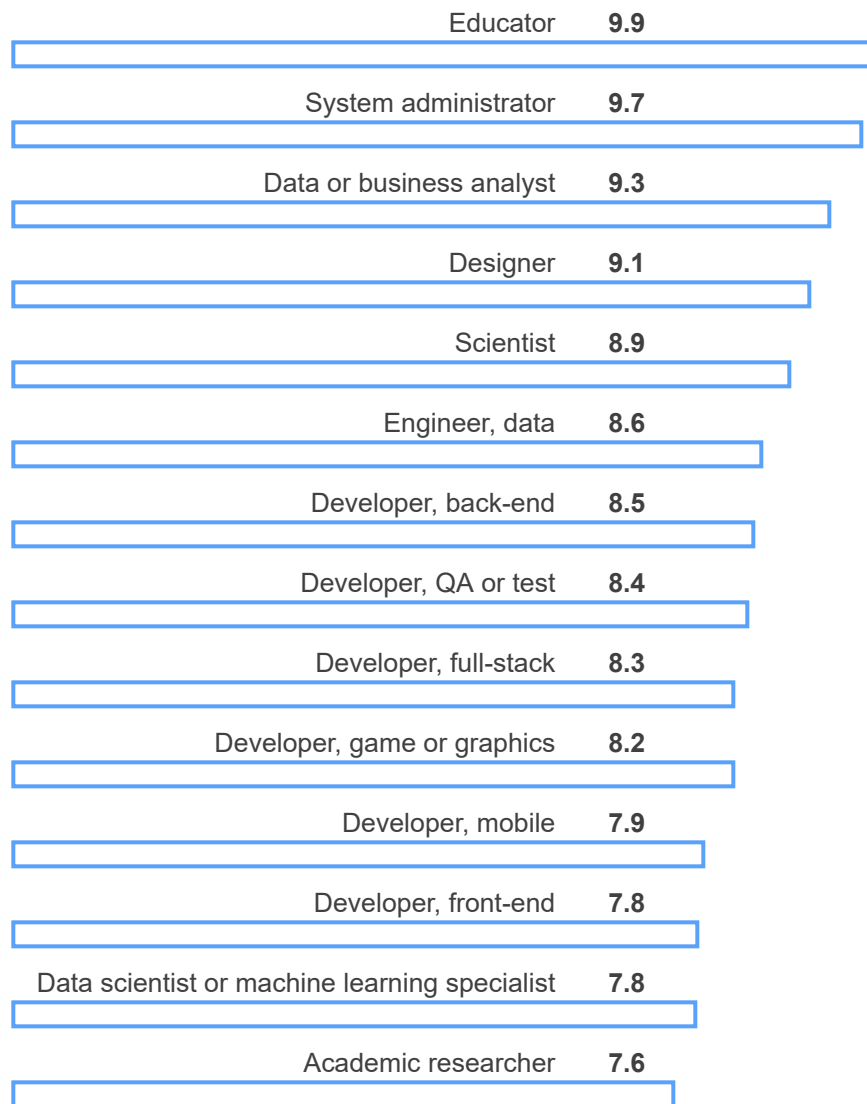 Educator 9.9
System administrator 9.7
Data or business analyst 9.3
Designer 9.1
Scientist 8.9
Engineer, data 8.6
Developer, back-end 8.5
Developer, QA or test 8.4
Developer, full-stack 8.3
Developer, game or graphics 8.2
Developer, mobile 7.9
Developer, front-end 7.8
Data scientist or machine learning specialist 7.8
Academic researcher 7.6